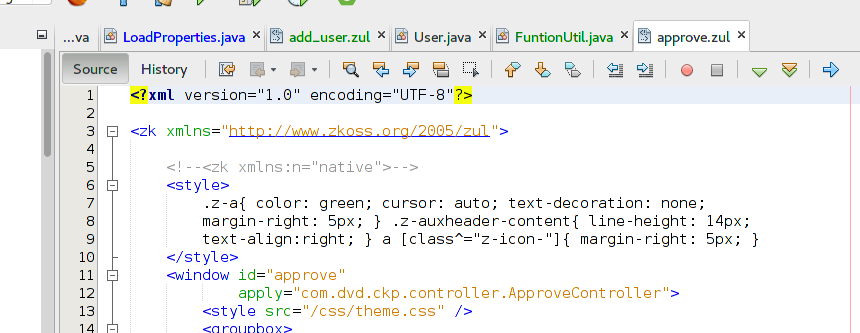 ...va LoadProperties.java × add_user.zul × User.java × FuntionUtil.java × approve.zul ×
Source History
1 <?xml version="1.0" encoding="UTF-8"?>
2
3 <zk xmlns="http://www.zkoss.org/2005/zul">
4
5 <!--<zk xmlns:n="native">-->
6 <style>
7 .z-a{ color: green; cursor: auto; text-decoration: none;
8 margin-right: 5px; } .z-auxheader-content{ line-height: 14px;
9 text-align:right; } a [class^="z-icon-"]{ margin-right: 5px; }
10 </style>
11 <window id="approve"
12 apply="com.dvd.ckp.controller.ApproveController">
13 <style src="/css/theme.css" />
14 <groupbox>